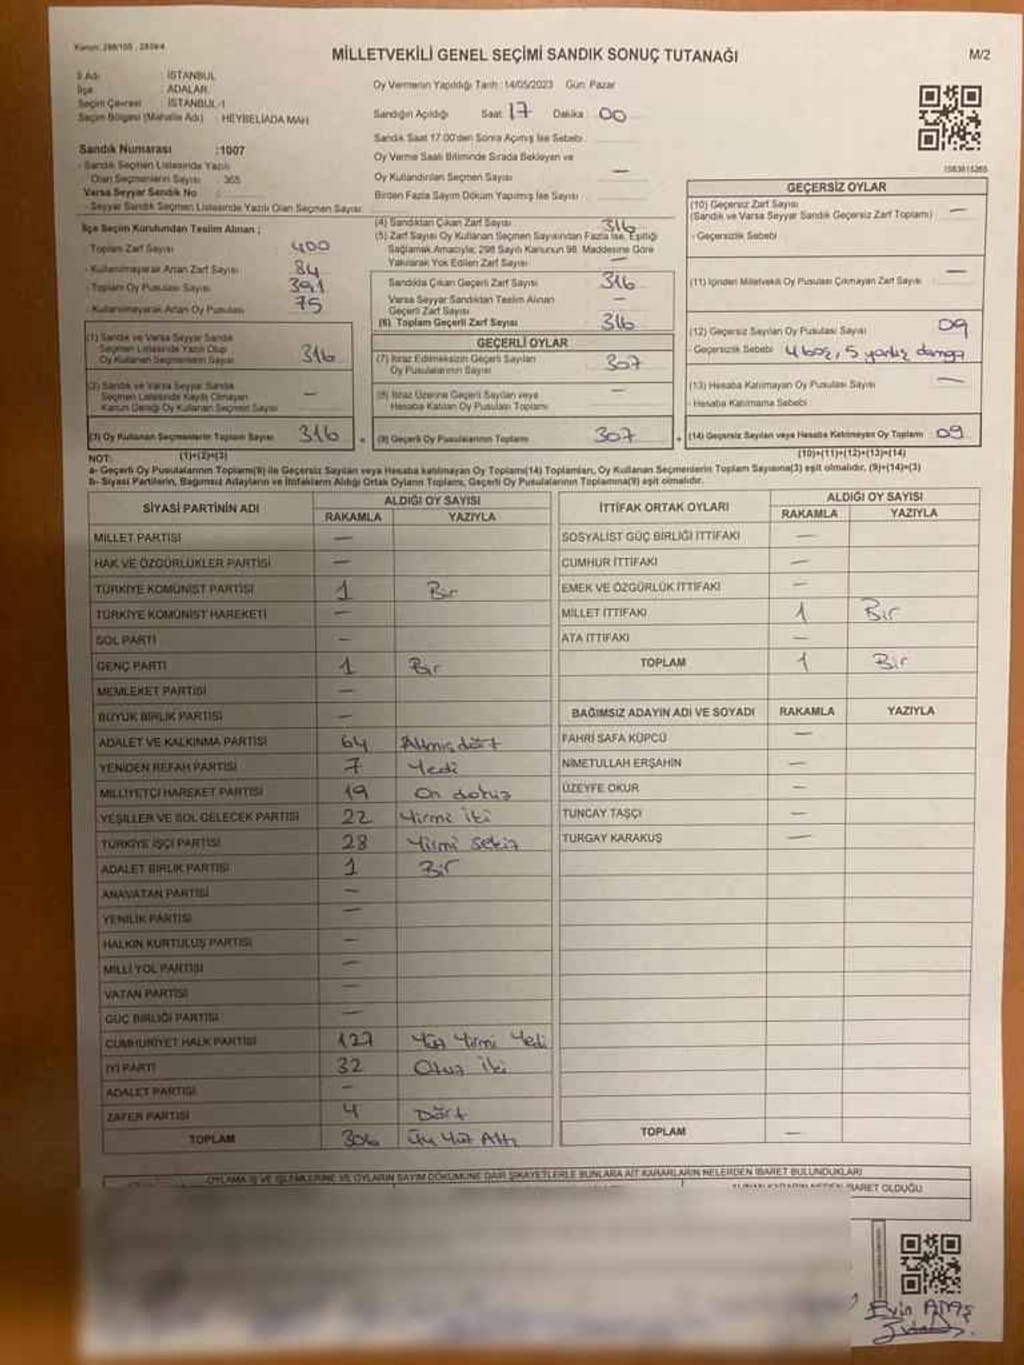 Kanun: 298/105, 2839/4
MİLLETVEKİLİ GENEL SEÇİMİ SANDIK SONUÇ TUTANAĞI
M/2
İl Adı : İSTANBUL
İlçe : ADALAR
Seçim Çevresi : İSTANBUL-1
Seçim Bölgesi (Mahalle Adı) : HEYBELİADA MAH
Sandık Numarası :1007
- Sandık Seçmen Listesinde Yazılı
Olan Seçmenlerin Sayısı : 365
Varsa Seyyar Sandık No :
- Seyyar Sandık Seçmen Listesinde Yazılı Olan Seçmen Sayısı:
İlçe Seçim Kurulundan Teslim Alınan ;
- Toplam Zarf Sayısı 400
- Kullanılmayarak Artan Zarf Sayısı 84
- Toplam Oy Pusulası Sayısı 391
- Kullanılmayarak Artan Oy Pusulası 75
Oy Vermenin Yapıldığı Tarih :14/05/2023 Gün: Pazar
Sandığın Açıldığı Saat 17 Dakika 00
Sandık Saat 17.00'den Sonra Açılmış İse Sebebi
Oy Verme Saati Bitiminde Sırada Bekleyen ve
Oy Kullandırılan Seçmen Sayısı —
Birden Fazla Sayım Döküm Yapılmış İse Sayısı :
(4) Sandıktan Çıkan Zarf Sayısı 316
(5) Zarf Sayısı Oy Kullanan Seçmen Sayısından Fazla İse, Eşitliği
Sağlamak Amacıyla; 298 Sayılı Kanunun 98. Maddesine Göre
Yakılarak Yok Edilen Zarf Sayısı —
Sandıkta Çıkan Geçerli Zarf Sayısı 316
Varsa Seyyar Sandıktan Teslim Alınan
Geçerli Zarf Sayısı —
(6) Toplam Geçerli Zarf Sayısı 316
1083615265
GEÇERSİZ OYLAR
(10) Geçersiz Zarf Sayısı
(Sandık ve Varsa Seyyar Sandık Geçersiz Zarf Toplamı) —
- Geçersizlik Sebebi :
(11) İçinden Milletvekili Oy Pusulası Çıkmayan Zarf Sayısı —
(12) Geçersiz Sayılan Oy Pusulası Sayısı 09
- Geçersizlik Sebebi 4 boş, 5 yanlış damga
(13) Hesaba Katılmayan Oy Pusulası Sayısı —
- Hesaba Katılmama Sebebi :
(14) Geçersiz Sayılan veya Hesaba Katılmayan Oy Toplamı 09
(10)+(11)+(12)+(13)=(14)
(1) Sandık ve Varsa Seyyar Sandık
Seçmen Listesinde Yazılı Olup
Oy Kullanan Seçmenlerin Sayısı 316
(2) Sandık ve Varsa Seyyar Sandık
Seçmen Listesinde Kayıtlı Olmayan
Kanun Gereği Oy Kullanan Seçmen Sayısı —
(3) Oy Kullanan Seçmenlerin Toplam Sayısı 316
GEÇERLİ OYLAR
(7) İtiraz Edilmeksizin Geçerli Sayılan
Oy Pusulalarının Sayısı 307
(8) İtiraz Üzerine Geçerli Sayılan veya
Hesaba Katılan Oy Pusulası Toplamı —
= (9) Geçerli Oy Pusulalarının Toplamı 307 +
NOT: (1)+(2)=(3)
a- Geçerli Oy Pusulalarının Toplamı(9) ile Geçersiz Sayılan veya Hesaba katılmayan Oy Toplamı(14) Toplamları, Oy Kullanan Seçmenlerin Toplam Sayısına(3) eşit olmalıdır. (9)+(14)=(3)
b- Siyasi Partilerin, Bağımsız Adayların ve İttifakların Aldığı Ortak Oyların Toplamı, Geçerli Oy Pusulalarının Toplamına(9) eşit olmalıdır.
SİYASİ PARTİNİN ADI ALDIĞI OY SAYISI
RAKAMLA YAZIYLA
MİLLET PARTİSİ —
HAK VE ÖZGÜRLÜKLER PARTİSİ —
TÜRKİYE KOMÜNİST PARTİSİ 1 Bir
TÜRKİYE KOMÜNİST HAREKETİ —
SOL PARTİ —
GENÇ PARTİ 1 Bir
MEMLEKET PARTİSİ —
BÜYÜK BİRLİK PARTİSİ —
ADALET VE KALKINMA PARTİSİ 64 Altmışdört
YENİDEN REFAH PARTİSİ 7 Yedi
MİLLİYETÇİ HAREKET PARTİSİ 19 On dokuz
YEŞİLLER VE SOL GELECEK PARTİSİ 22 Yirmi iki
TÜRKİYE İŞÇİ PARTİSİ 28 Yirmi sekiz
ADALET BİRLİK PARTİSİ 1 Bir
ANAVATAN PARTİSİ —
YENİLİK PARTİSİ —
HALKIN KURTULUŞ PARTİSİ —
MİLLİ YOL PARTİSİ —
VATAN PARTİSİ —
GÜÇ BİRLİĞİ PARTİSİ —
CUMHURİYET HALK PARTİSİ 127 Yüz Yirmi Yedi
İYİ PARTİ 32 Otuz iki
ADALET PARTİSİ —
ZAFER PARTİSİ 4 Dört
TOPLAM 306 Üç Yüz Altı
İTTİFAK ORTAK OYLARI ALDIĞI OY SAYISI
RAKAMLA YAZIYLA
SOSYALİST GÜÇ BİRLİĞİ İTTİFAKI —
CUMHUR İTTİFAKI —
EMEK VE ÖZGÜRLÜK İTTİFAKI —
MİLLET İTTİFAKI 1 Bir
ATA İTTİFAKI —
TOPLAM 1 Bir
BAĞIMSIZ ADAYIN ADI VE SOYADI RAKAMLA YAZIYLA
FAHRİ SAFA KÜPCÜ —
NİMETULLAH ERŞAHİN —
ÜZEYFE OKUR —
TUNCAY TAŞÇI —
TURGAY KARAKUŞ —
TOPLAM —
OYLAMA İŞ VE İŞLEMLERİNE VE OYLARIN SAYIM DÖKÜMÜNE DAİR ŞİKAYETLERLE BUNLARA AİT KARARLARIN NELERDEN İBARET BULUNDUKLARI
İBARET OLDUĞU
Evin